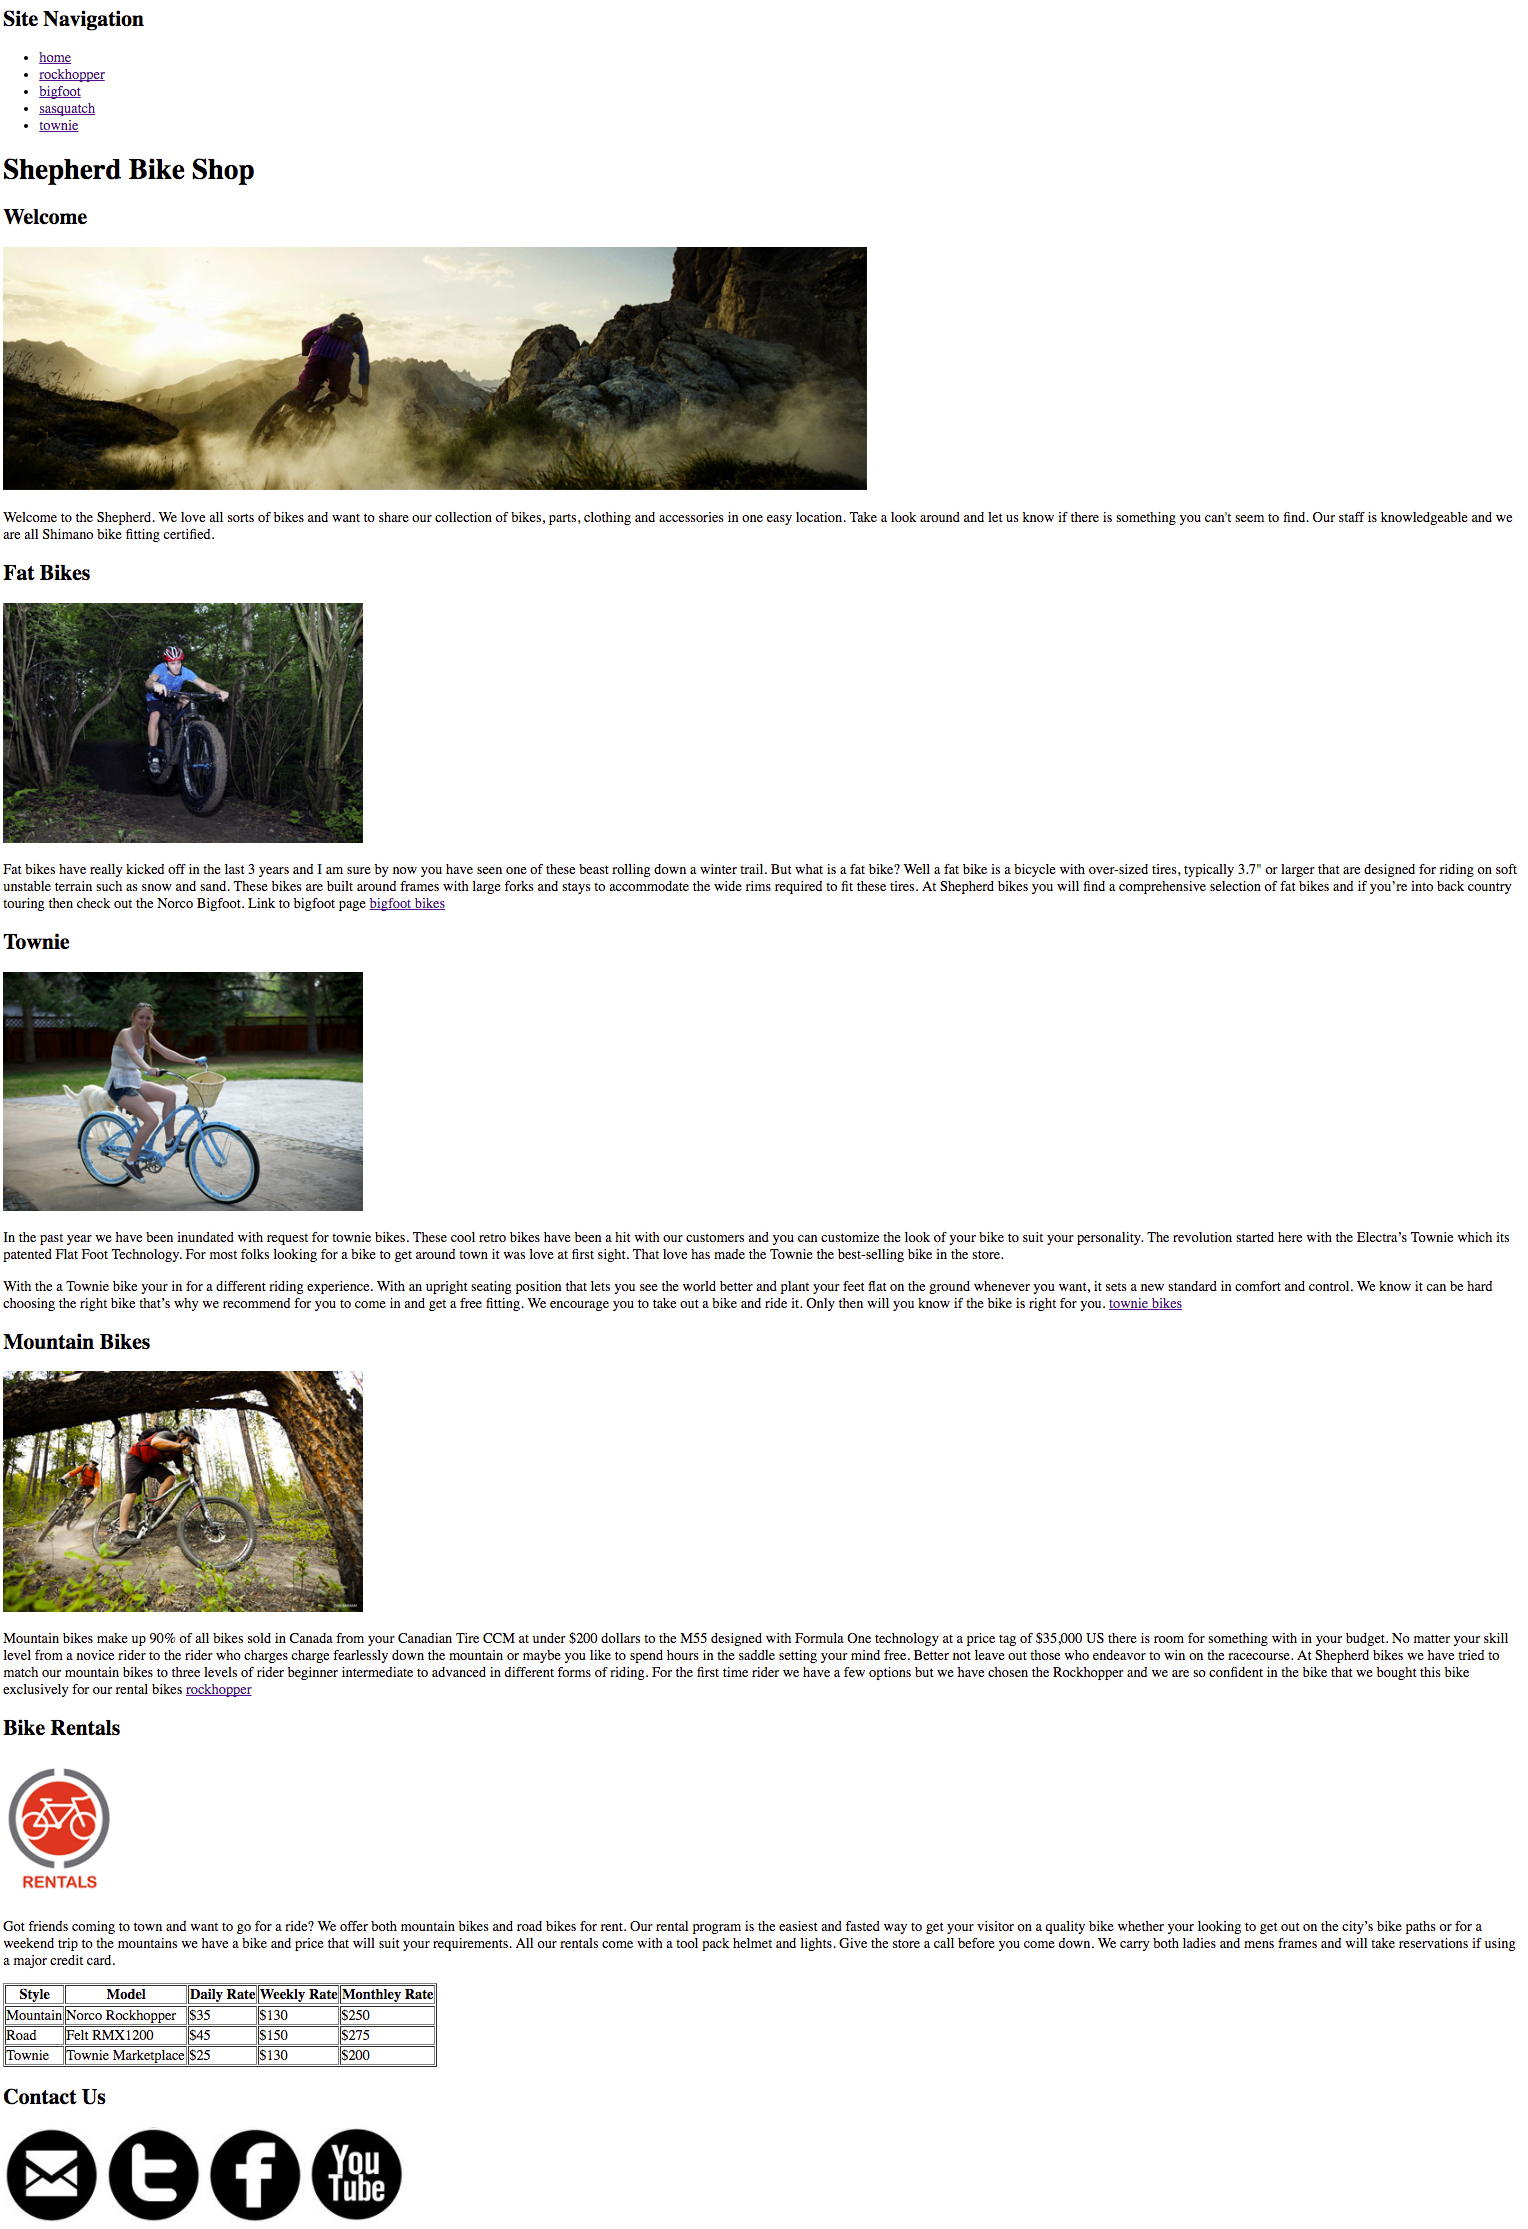 Site Navigation
home
rockhopper
bigfoot
sasquatch
townie
Shepherd Bike Shop
Welcome
Welcome to the Shepherd. We love all sorts of bikes and want to share our collection of bikes, parts, clothing and accessories in one easy location. Take a look around and let us know if there is something you can't seem to find. Our staff is knowledgeable and we
are all Shimano bike fitting certified.
Fat Bikes
Fat bikes have really kicked off in the last 3 years and I am sure by now you have seen one of these beast rolling down a winter trail. But what is a fat bike? Well a fat bike is a bicycle with over-sized tires, typically 3.7" or larger that are designed for riding on soft
unstable terrain such as snow and sand. These bikes are built around frames with large forks and stays to accommodate the wide rims required to fit these tires. At Shepherd bikes you will find a comprehensive selection of fat bikes and if you’re into back country
touring then check out the Norco Bigfoot. Link to bigfoot page bigfoot bikes
Townie
In the past year we have been inundated with request for townie bikes. These cool retro bikes have been a hit with our customers and you can customize the look of your bike to suit your personality. The revolution started here with the Electra’s Townie which its
patented Flat Foot Technology. For most folks looking for a bike to get around town it was love at first sight. That love has made the Townie the best-selling bike in the store.
With the a Townie bike your in for a different riding experience. With an upright seating position that lets you see the world better and plant your feet flat on the ground whenever you want, it sets a new standard in comfort and control. We know it can be hard
choosing the right bike that’s why we recommend for you to come in and get a free fitting. We encourage you to take out a bike and ride it. Only then will you know if the bike is right for you. townie bikes
Mountain Bikes
Mountain bikes make up 90% of all bikes sold in Canada from your Canadian Tire CCM at under $200 dollars to the M55 designed with Formula One technology at a price tag of $35,000 US there is room for something with in your budget. No matter your skill
level from a novice rider to the rider who charges charge fearlessly down the mountain or maybe you like to spend hours in the saddle setting your mind free. Better not leave out those who endeavor to win on the racecourse. At Shepherd bikes we have tried to
match our mountain bikes to three levels of rider beginner intermediate to advanced in different forms of riding. For the first time rider we have a few options but we have chosen the Rockhopper and we are so confident in the bike that we bought this bike
exclusively for our rental bikes rockhopper
Bike Rentals
RENTALS
Got friends coming to town and want to go for a ride? We offer both mountain bikes and road bikes for rent. Our rental program is the easiest and fasted way to get your visitor on a quality bike whether your looking to get out on the city’s bike paths or for a
weekend trip to the mountains we have a bike and price that will suit your requirements. All our rentals come with a tool pack helmet and lights. Give the store a call before you come down. We carry both ladies and mens frames and will take reservations if using
a major credit card.
Style Model Daily Rate Weekly Rate Monthley Rate
Mountain Norco Rockhopper $35 $130 $250
Road Felt RMX1200 $45 $150 $275
Townie Townie Marketplace $25 $130 $200
Contact Us
You
Tube